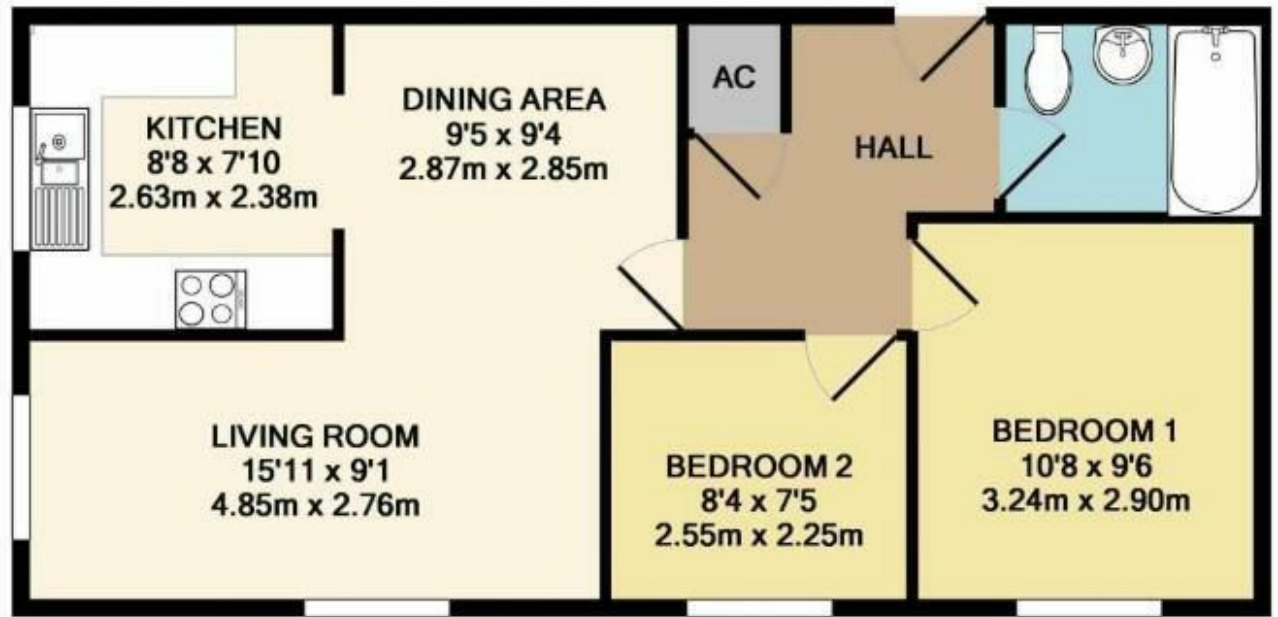 KITCHEN
8'8 x 7'10
2.63m x 2.38m
DINING AREA
9'5 x 9'4
2.87m x 2.85m
AC
HALL
LIVING ROOM
15'11 x 9'1
4.85m x 2.76m
BEDROOM 2
8'4 x 7'5
2.55m x 2.25m
BEDROOM 1
10'8 x 9'6
3.24m x 2.90m